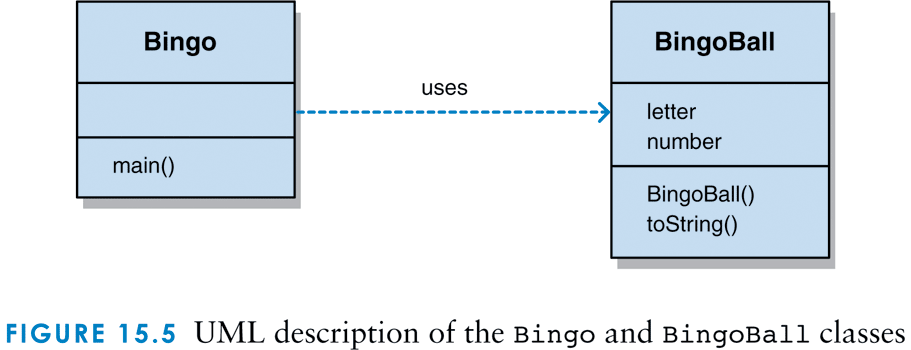 Bingo
main()
uses
BingoBall
letter
number
BingoBall()
toString()
FIGURE 15.5 UML description of the Bingo and BingoBall classes